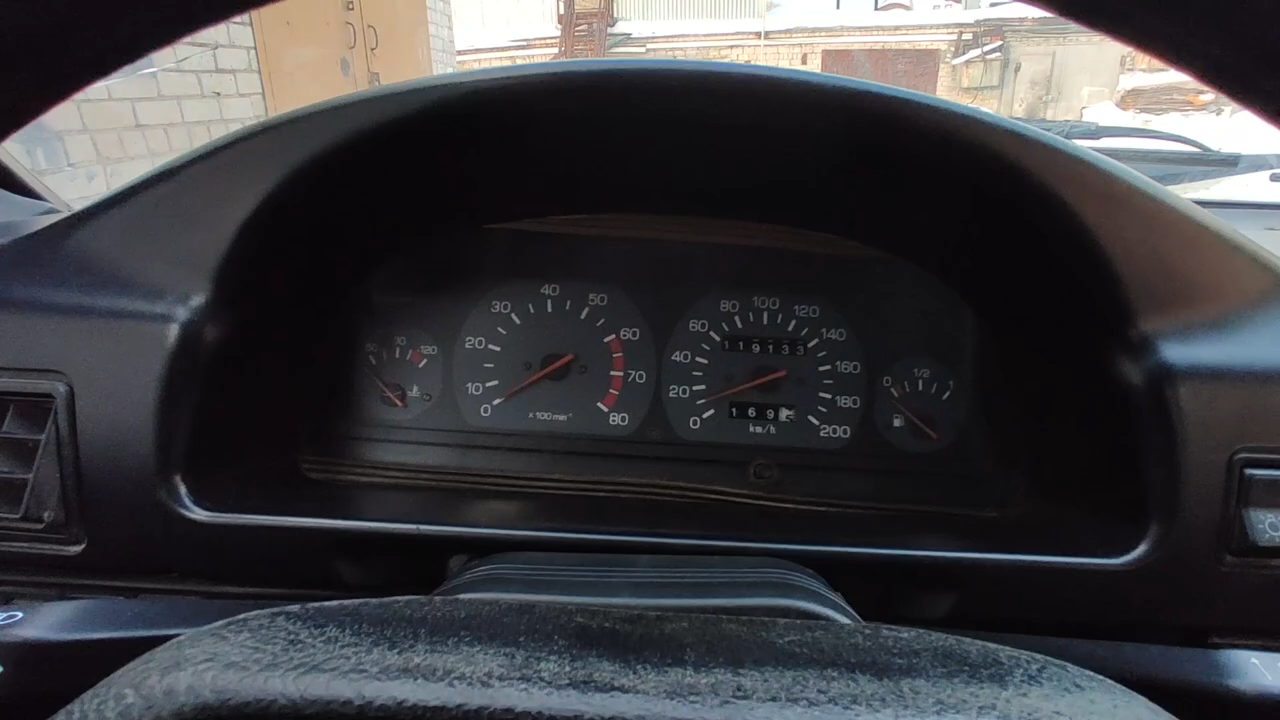 50 90 120
0 10 20 30 40 50 60 70 80
x100 min⁻¹
0 20 40 60 80 100 120 140 160 180 200
119133
169
km/h
0 1/2 1